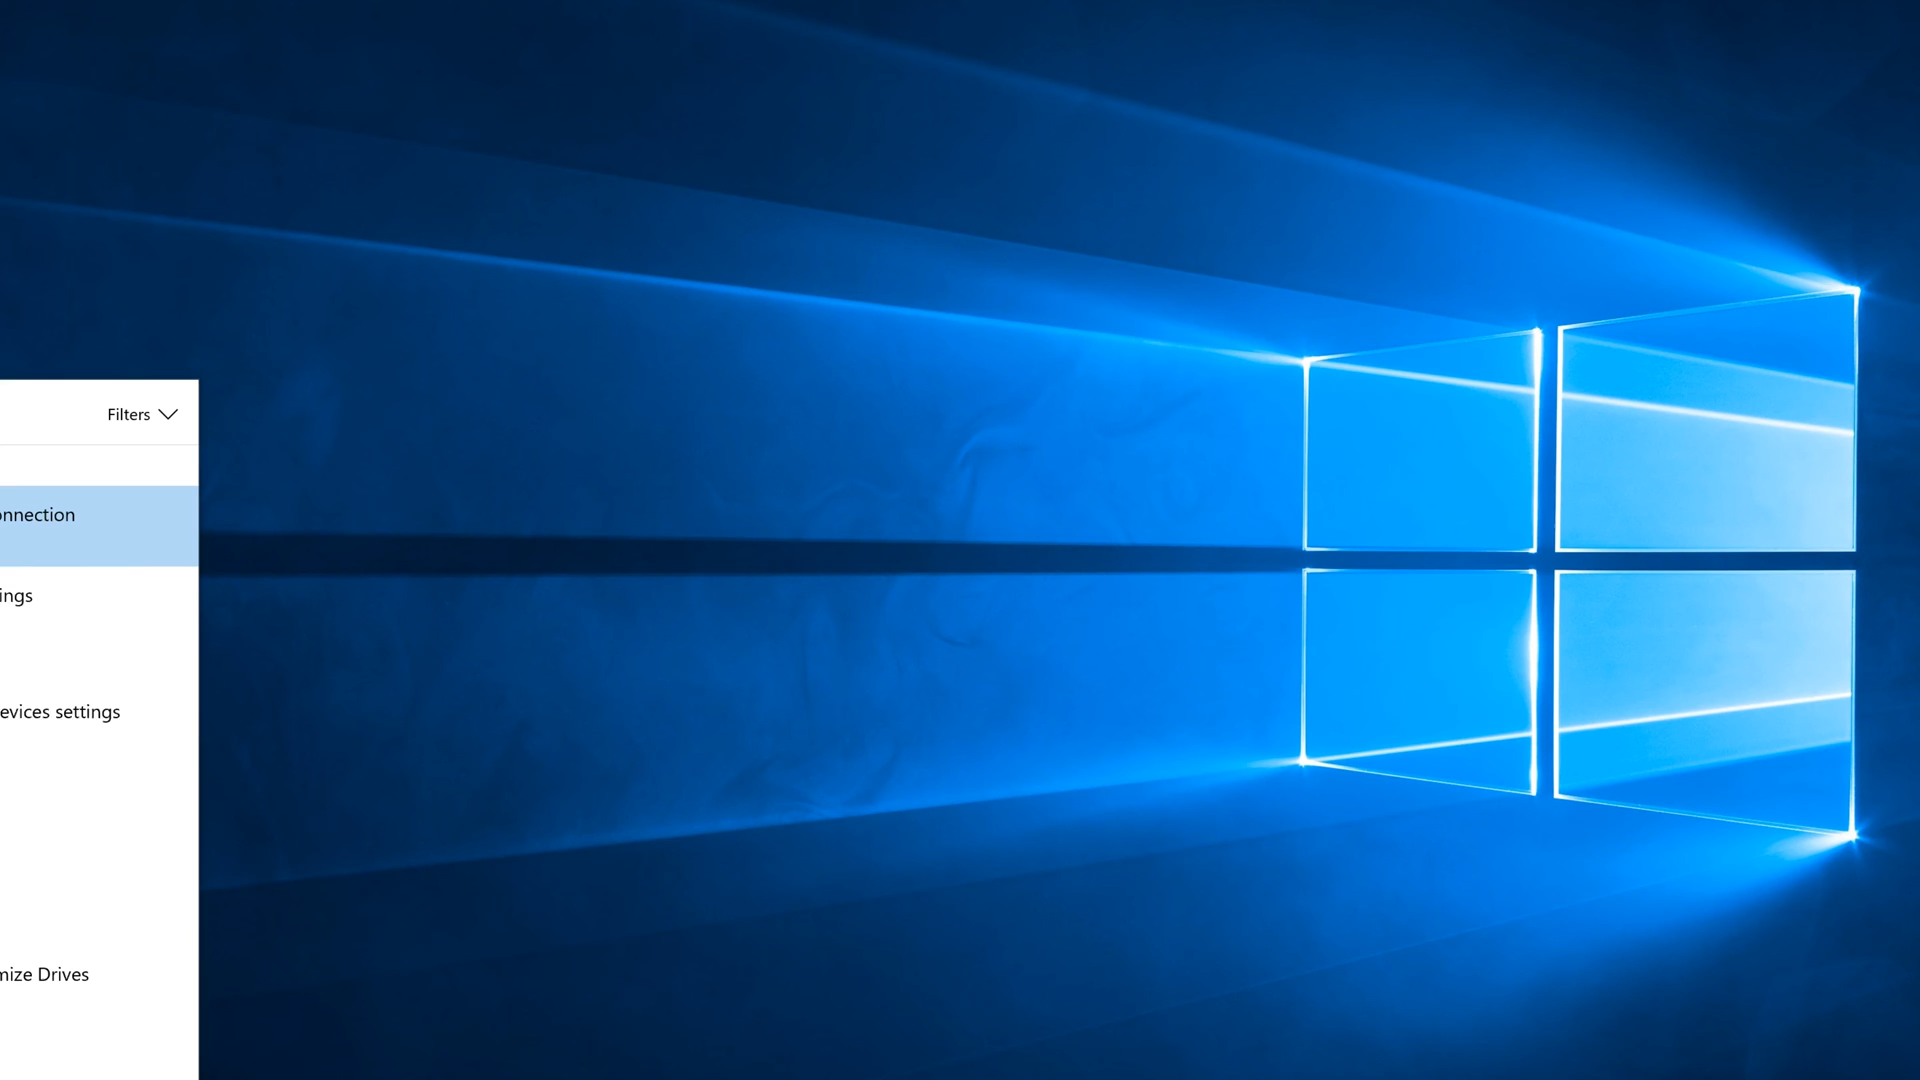 Filters
onnection
ings
evices settings
mize Drives